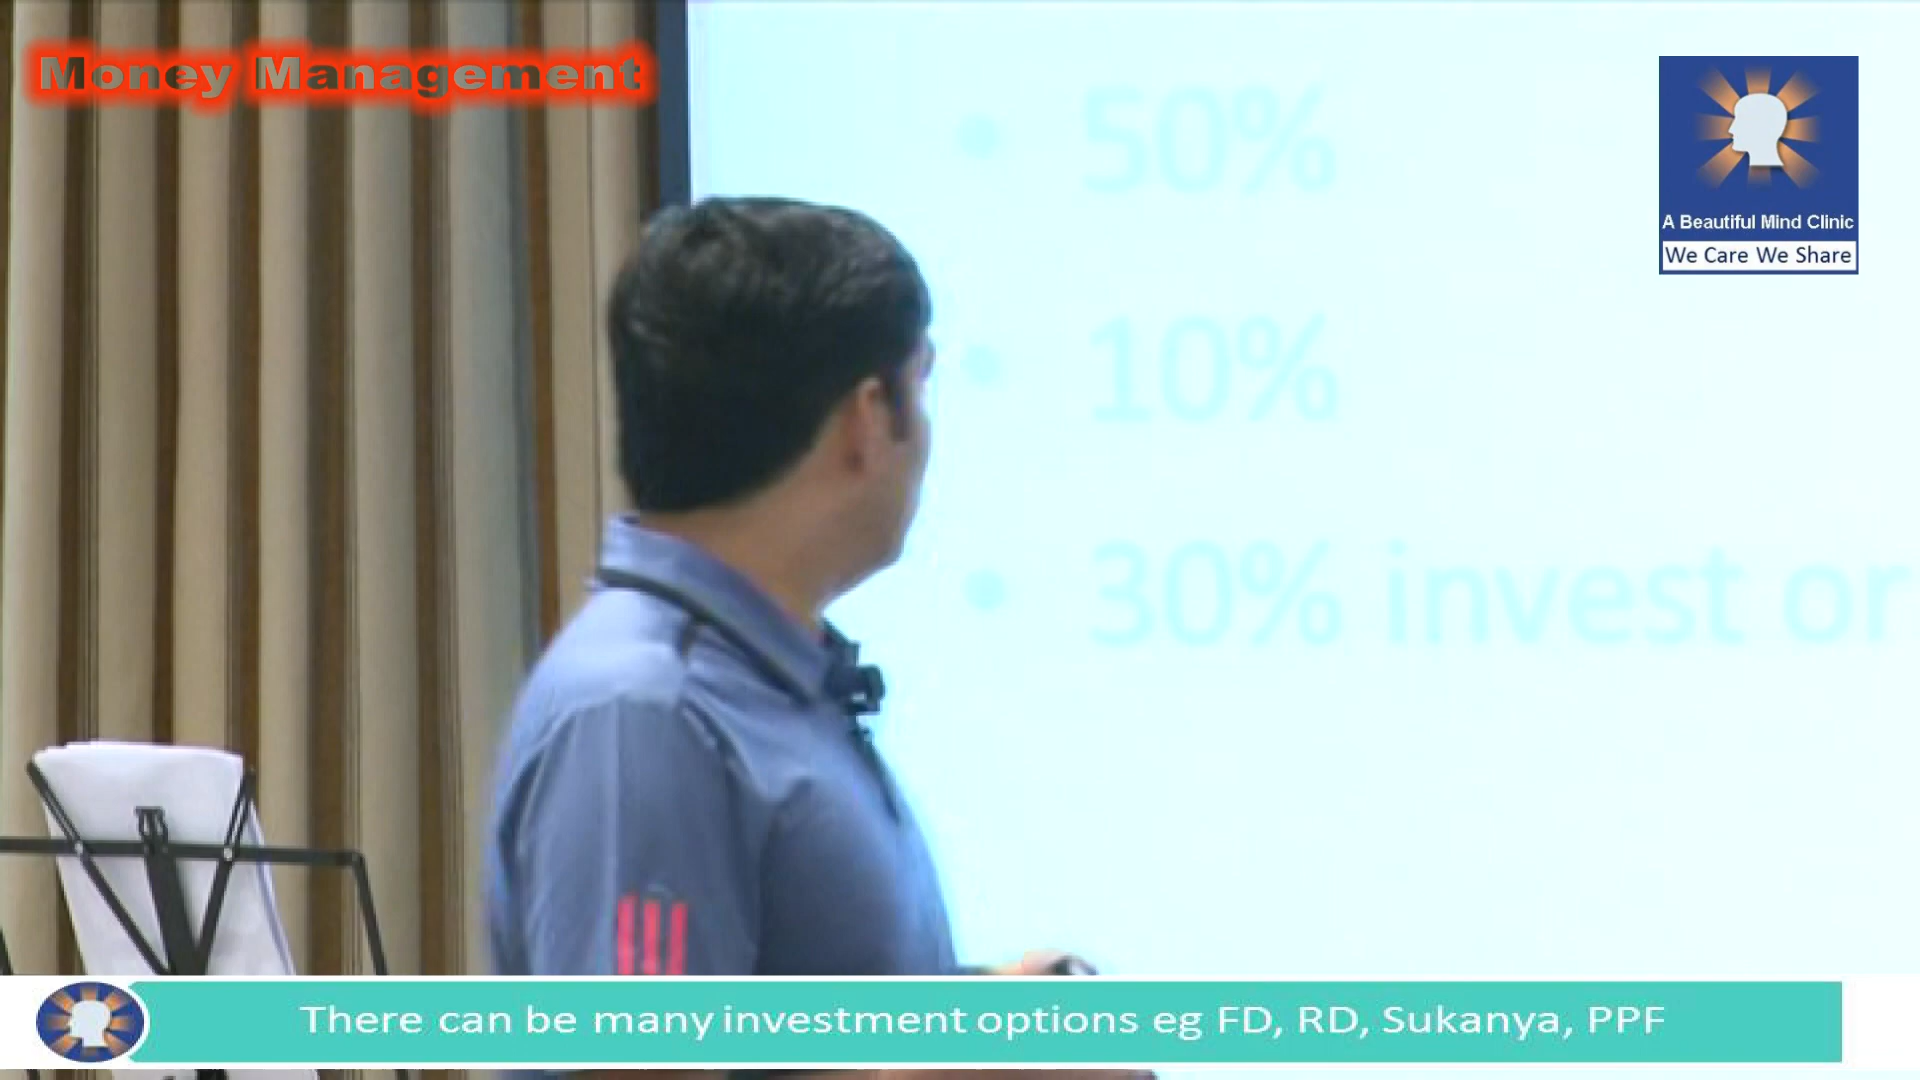 Money Management
• 50%
• 10%
• 30% invest or
A Beautiful Mind Clinic
We Care We Share
There can be many investment options eg FD, RD, Sukanya, PPF